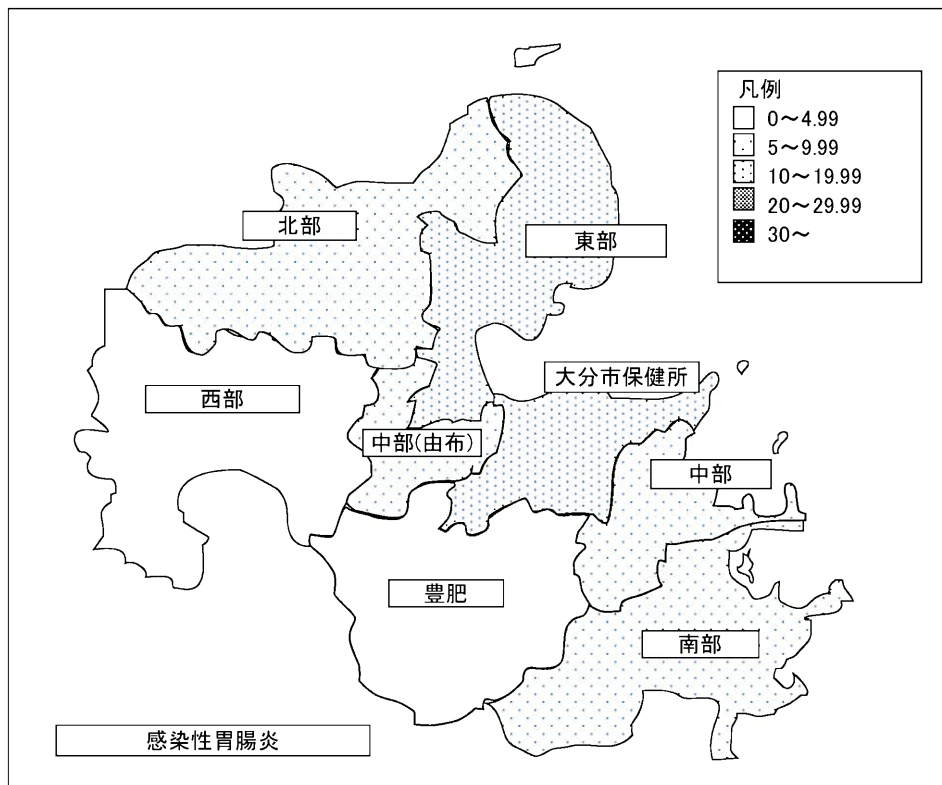 凡例
0～4.99
5～9.99
10～19.99
20～29.99
30～
北部
東部
大分市保健所
西部
中部(由布)
中部
豊肥
南部
感染性胃腸炎